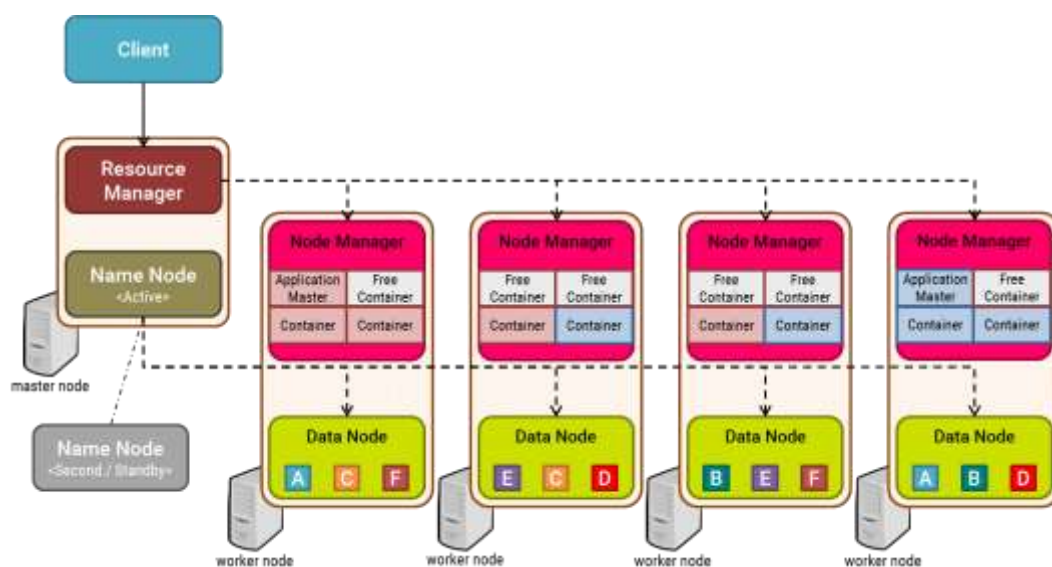 Client
Resource
Manager
Name Node
<Active>
master node
Name Node
<Second./ Standby>
Node Manager
Application
Master
Free
Container
Container
Container
Data Node
A
C
F
worker node
Node Manager
Free
Container
Free
Container
Container
Container
Data Node
E
C
D
worker node
Node Manager
Free
Container
Free
Container
Container
Container
Data Node
B
E
F
worker node
Node Manager
Application
Master
Free
Container
Container
Container
Data Node
A
B
D
worker node